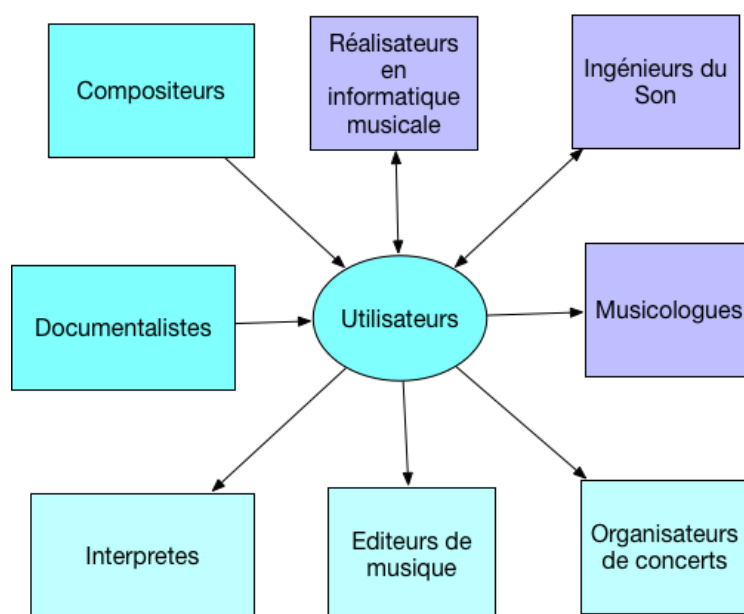 Compositeurs
Réalisateurs
en
informatique
musicale
Ingénieurs du
Son
Documentalistes
Utilisateurs
Musicologues
Interpretes
Editeurs de
musique
Organisateurs
de concerts